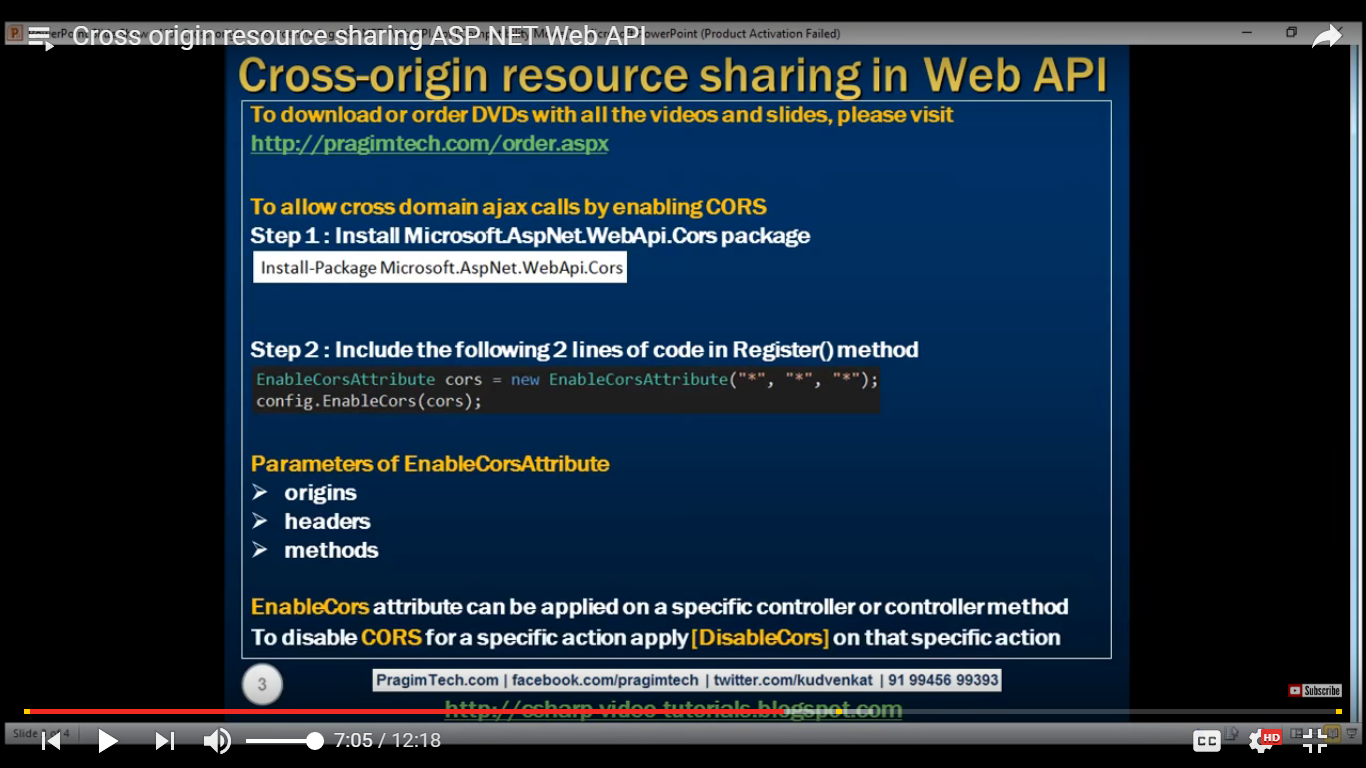 Cross origin resource sharing ASP NET Web API
PowerPoint (Product Activation Failed)
Cross-origin resource sharing in Web API
To download or order DVDs with all the videos and slides, please visit
http://pragimtech.com/order.aspx
To allow cross domain ajax calls by enabling CORS
Step 1 : Install Microsoft.AspNet.WebApi.Cors package
Install-Package Microsoft.AspNet.WebApi.Cors
Step 2 : Include the following 2 lines of code in Register() method
EnableCorsAttribute cors = new EnableCorsAttribute("*", "*", "*");
config.EnableCors(cors);
Parameters of EnableCorsAttribute
➢ origins
➢ headers
➢ methods
EnableCors attribute can be applied on a specific controller or controller method
To disable CORS for a specific action apply [DisableCors] on that specific action
3
PragimTech.com | facebook.com/pragimtech | twitter.com/kudvenkat | 91 99456 99393
Subscribe
http://csharp-video-tutorials.blogspot.com
Slide
4
7:05 / 12:18
CC
HD